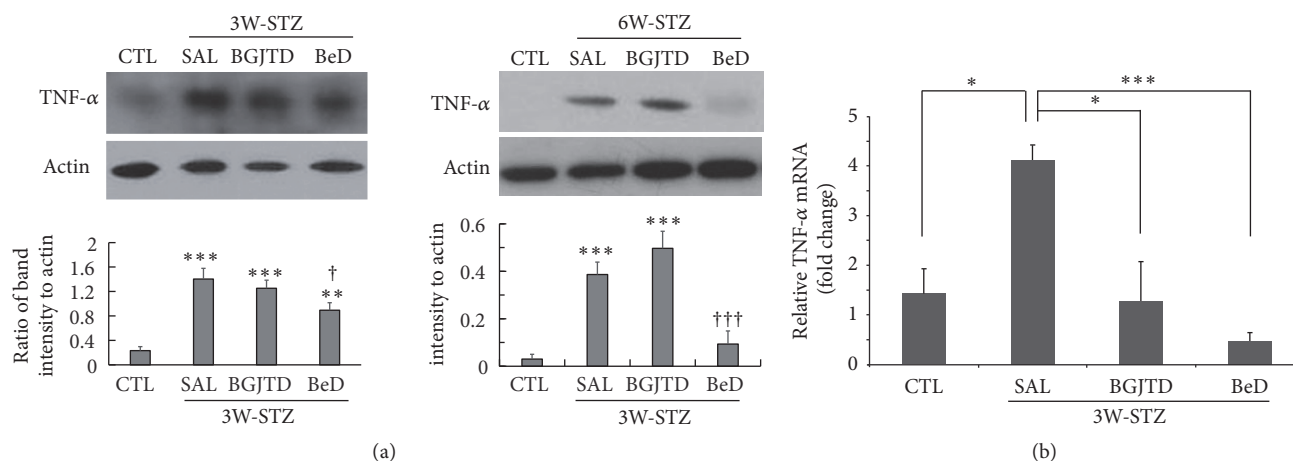 3W-STZ
CTL SAL BGJTD BeD
TNF-α
Actin
Ratio of band
intensity to actin
2
1.6
1.2
0.8
0.4
0
***
***
†
**
CTL SAL BGJTD BeD
3W-STZ
6W-STZ
CTL SAL BGJTD BeD
TNF-α
Actin
intensity to actin
0.6
0.4
0.2
0
***
***
†††
CTL SAL BGJTD BeD
3W-STZ
(a)
*
***
*
Relative TNF-α mRNA
(fold change)
5
4
3
2
1
0
CTL SAL BGJTD BeD
3W-STZ
(b)